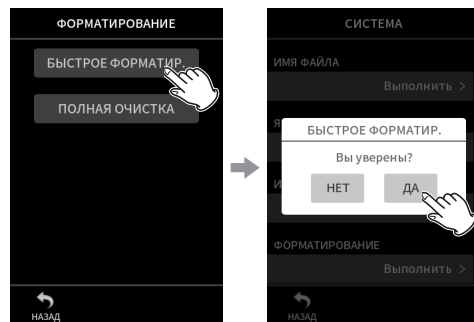 ФОРМАТИРОВАНИЕ
БЫСТРОЕ ФОРМАТИР.
ПОЛНАЯ ОЧИСТКА
НАЗАД
СИСТЕМА
ИМЯ ФАЙЛА
Выполнить >
Я
БЫСТРОЕ ФОРМАТИР.
Вы уверены?
НЕТ ДА
И
ФОРМАТИРОВАНИЕ
Выполнить >
НАЗАД